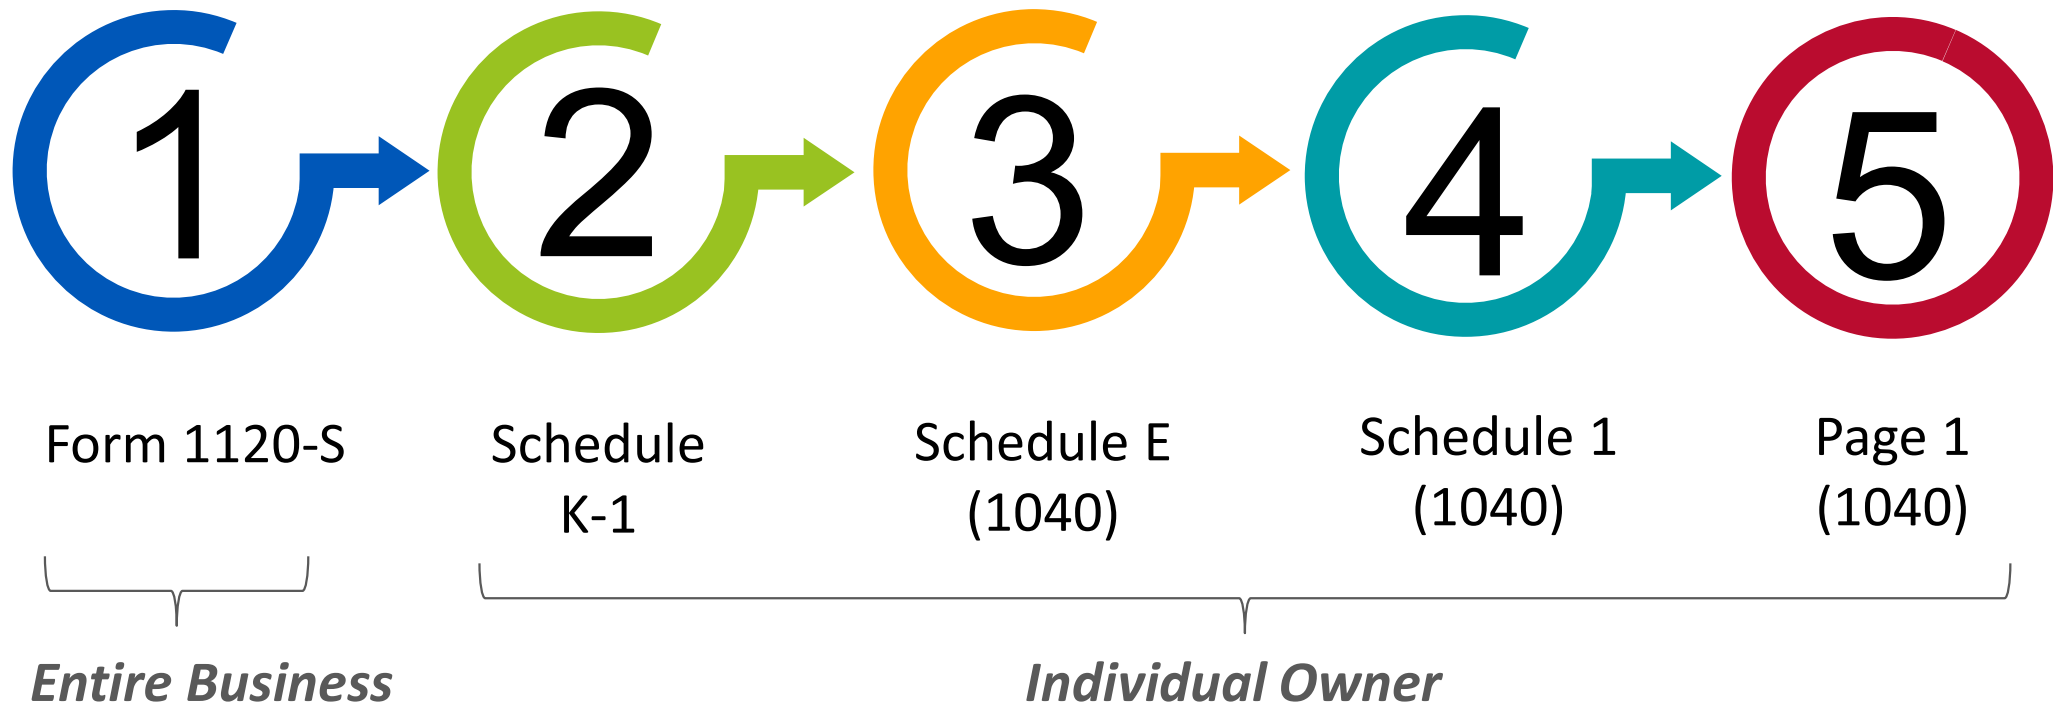 1 2 3 4 5
Form 1120-S
Schedule
K-1
Schedule E
(1040)
Schedule 1
(1040)
Page 1
(1040)
Entire Business
Individual Owner